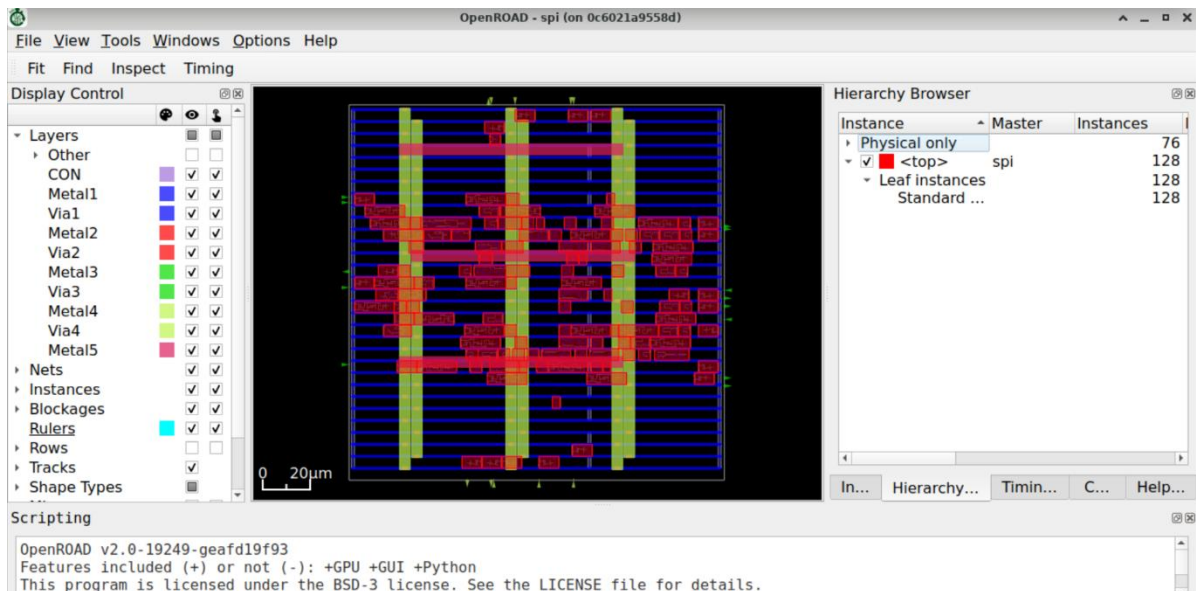 OpenROAD - spi (on 0c6021a9558d)
File View Tools Windows Options Help
Fit Find Inspect Timing
Display Control
Layers
Other
CON
Metal1
Via1
Metal2
Via2
Metal3
Via3
Metal4
Via4
Metal5
Nets
Instances
Blockages
Rulers
Rows
Tracks
Shape Types
0 20μm
Hierarchy Browser
Instance Master Instances
Physical only 76
<top> spi 128
Leaf instances 128
Standard ... 128
In... Hierarchy... Timin... C... Help...
Scripting
OpenROAD v2.0-19249-geafd19f93
Features included (+) or not (-): +GPU +GUI +Python
This program is licensed under the BSD-3 license. See the LICENSE file for details.